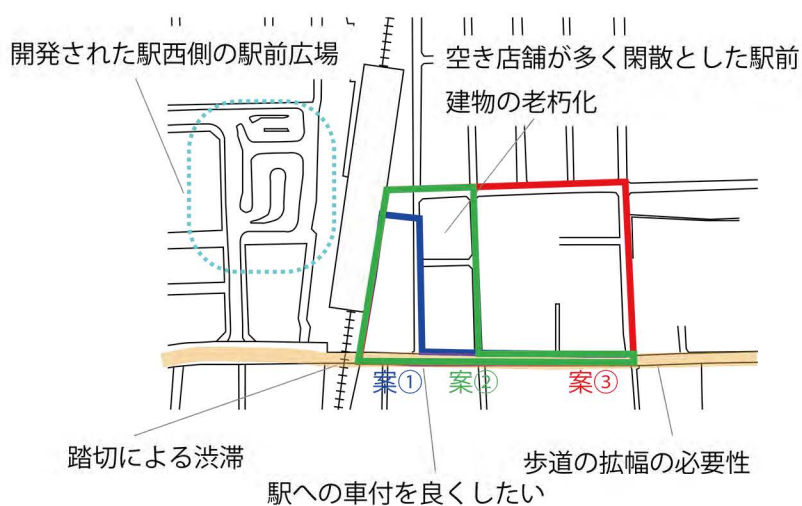 開発された駅西側の駅前広場
空き店舗が多く閑散とした駅前
建物の老朽化
案①
案②
案③
踏切による渋滞
歩道の拡幅の必要性
駅への車付を良くしたい